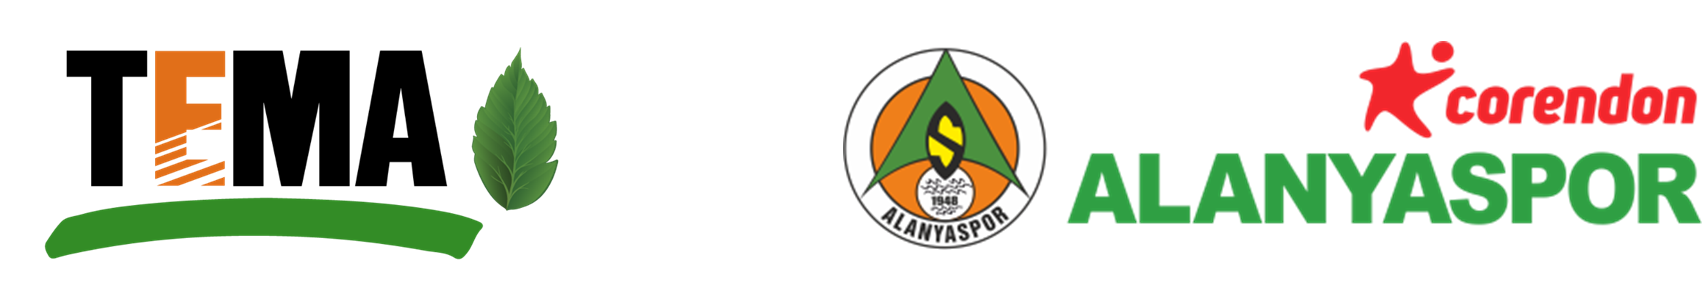 TEMA
S
1948
ALANYASPOR
corendon
ALANYASPOR